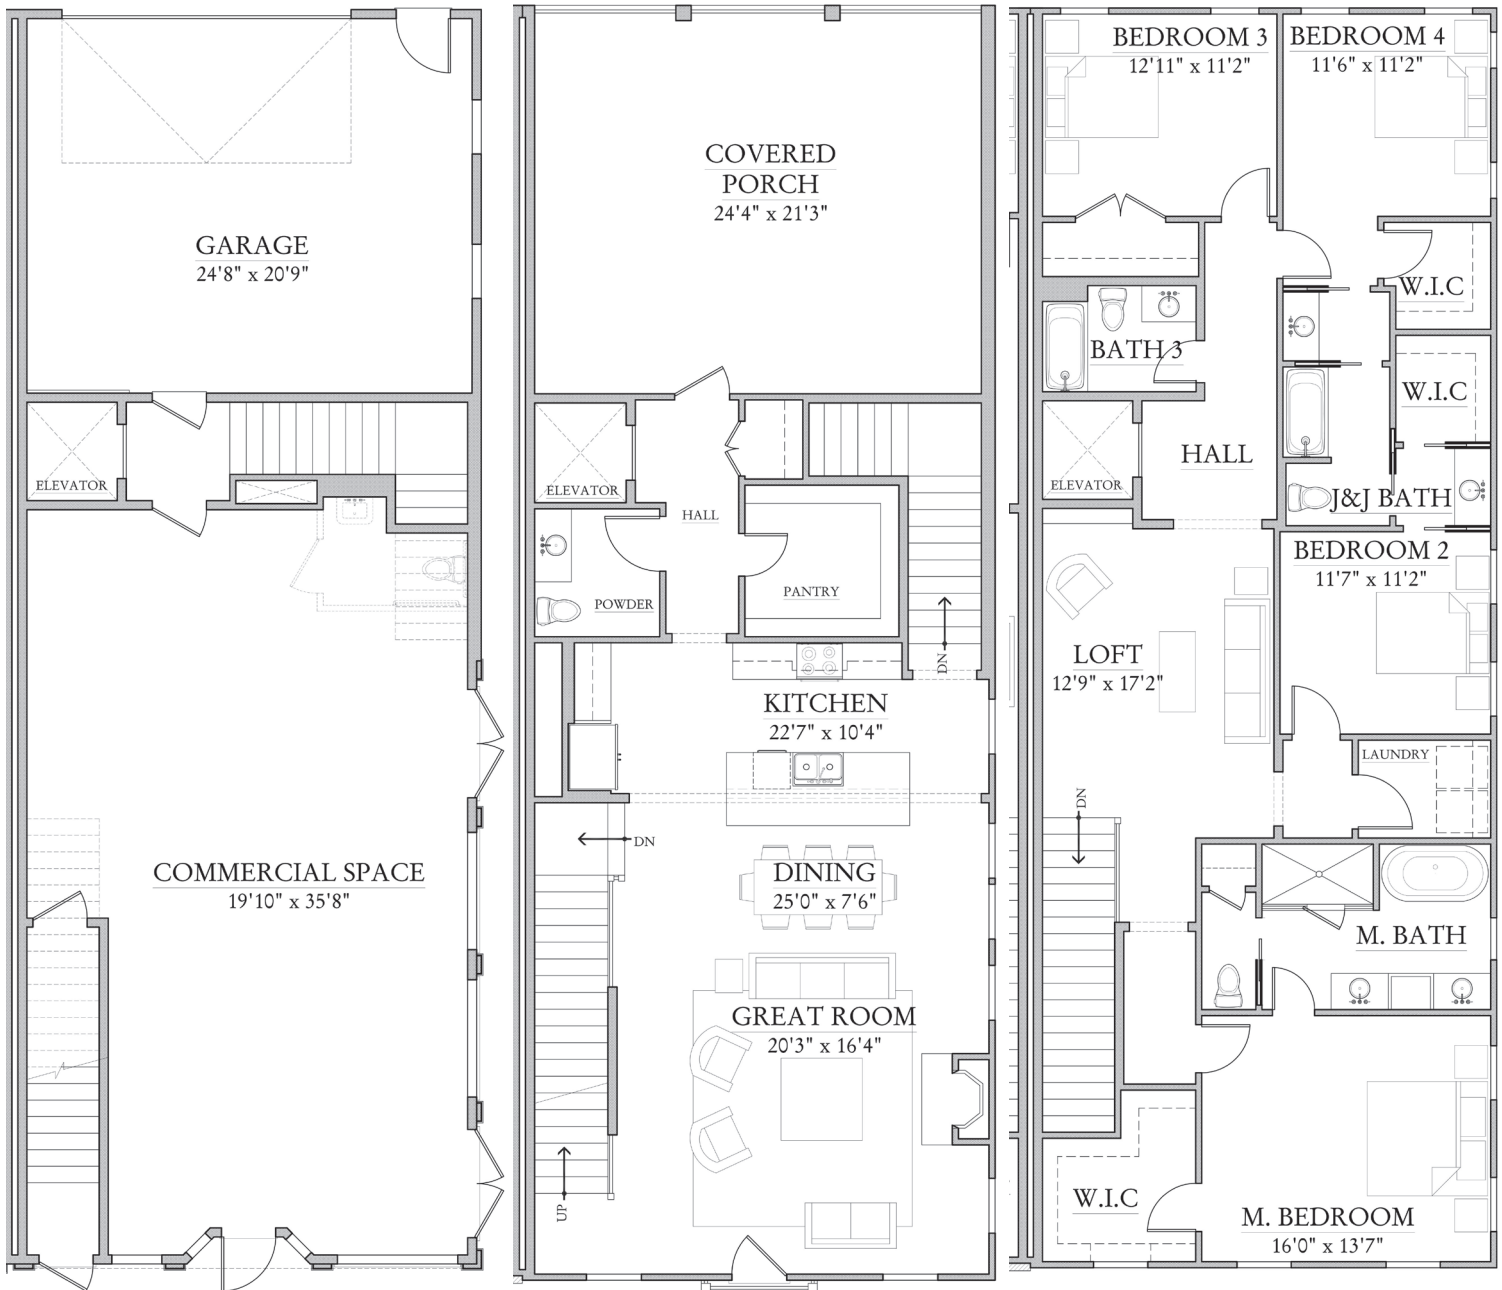 GARAGE
24'8" x 20'9"
ELEVATOR
COMMERCIAL SPACE
19'10" x 35'8"
COVERED
PORCH
24'4" x 21'3"
ELEVATOR
HALL
POWDER
PANTRY
DN
KITCHEN
22'7" x 10'4"
DN
DINING
25'0" x 7'6"
GREAT ROOM
20'3" x 16'4"
UP
BEDROOM 3
12'11" x 11'2"
BEDROOM 4
11'6" x 11'2"
W.I.C
BATH 3
W.I.C
HALL
ELEVATOR
J&J BATH
BEDROOM 2
11'7" x 11'2"
LOFT
12'9" x 17'2"
LAUNDRY
DN
M. BATH
W.I.C
M. BEDROOM
16'0" x 13'7"